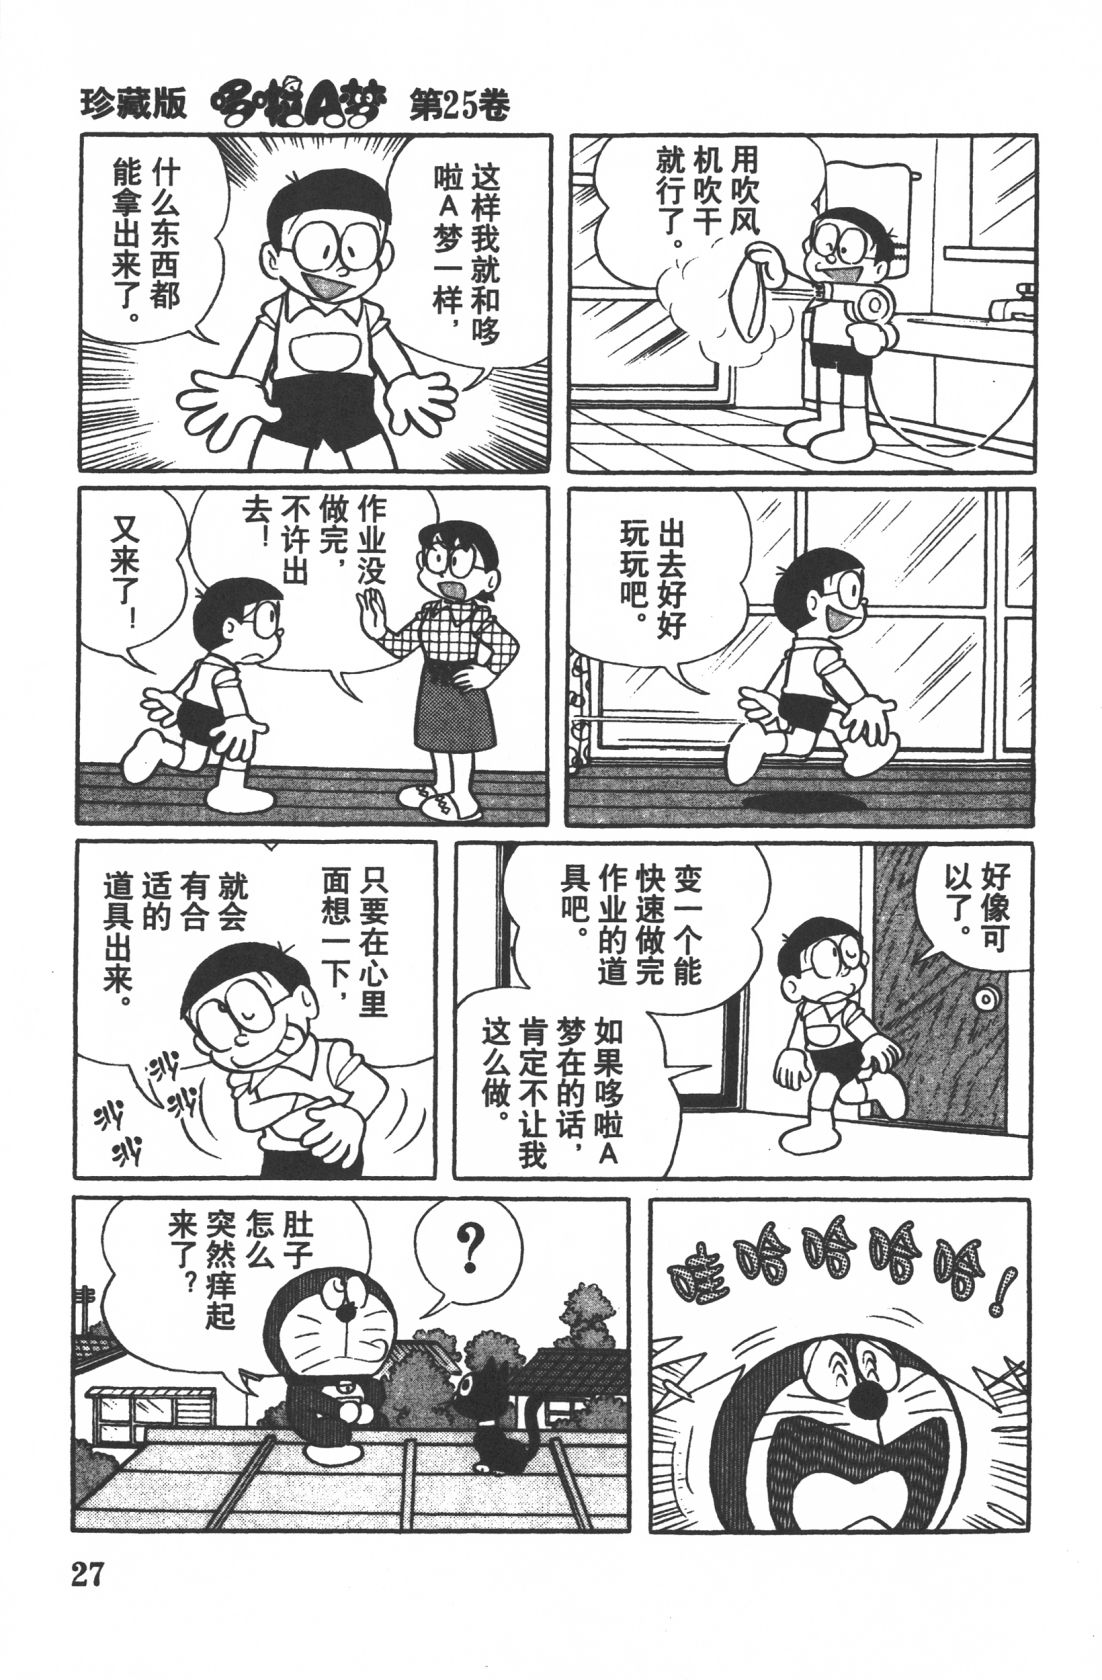 珍藏版 哆啦A梦 第25卷
用吹风
机吹干
就行了。
这样我就和哆
啦A梦一样，
什么东西都
能拿出来了。
出去好好
玩玩吧。
作业没
做完，
不许出
去！
又来了！
好像可
以了。
变一个能
快速做完
作业的道
具吧。
如果哆啦A
梦在的话，
肯定不让我
这么做。
只要在心里
面想一下，
就会
有合
适的
道具出来。
沙
沙
沙
沙
哇哈哈哈哈！
？
肚子
怎么
突然痒起
来了？
27